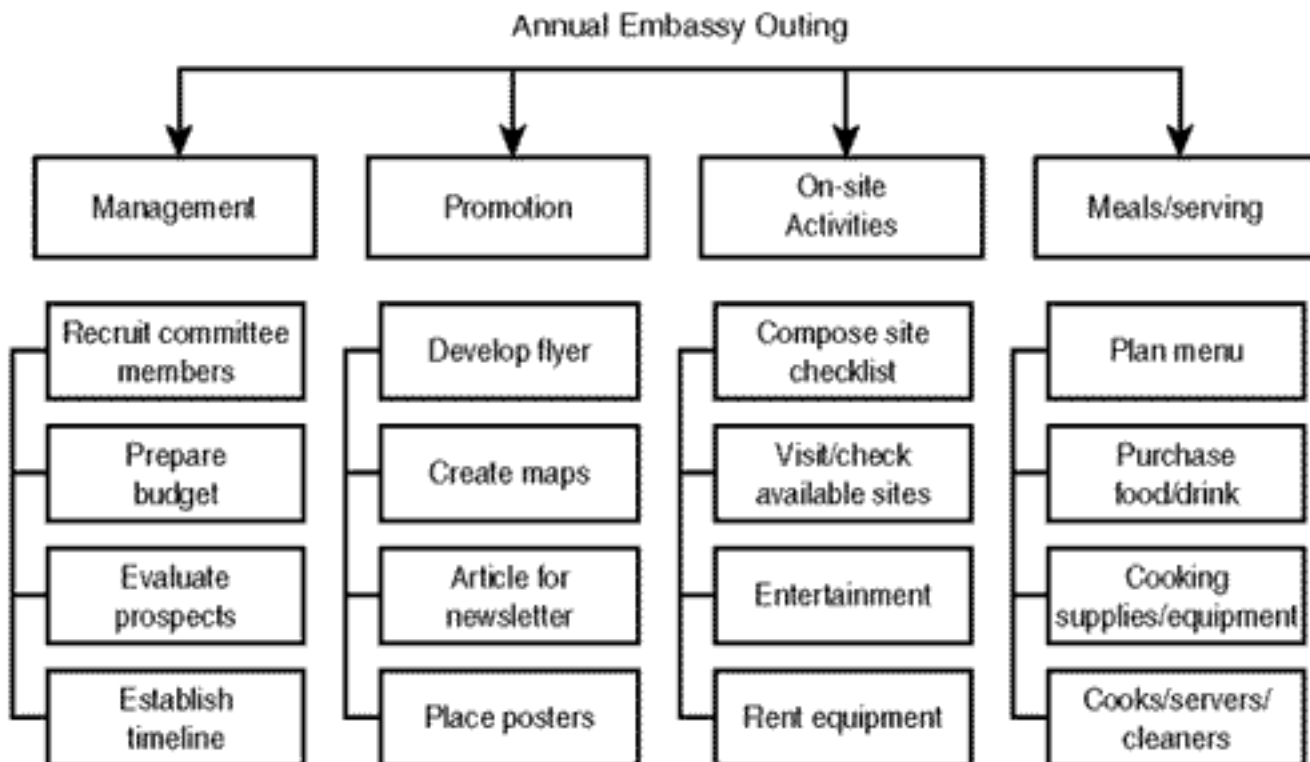 Annual Embassy Outing
Management
Promotion
On-site
Activities
Meals/serving
Recruit committee
members
Prepare
budget
Evaluate
prospects
Establish
timeline
Develop flyer
Create maps
Article for
newsletter
Place posters
Compose site
checklist
Visit/check
available sites
Entertainment
Rent equipment
Plan menu
Purchase
food/drink
Cooking
supplies/equipment
Cooks/servers/
cleaners